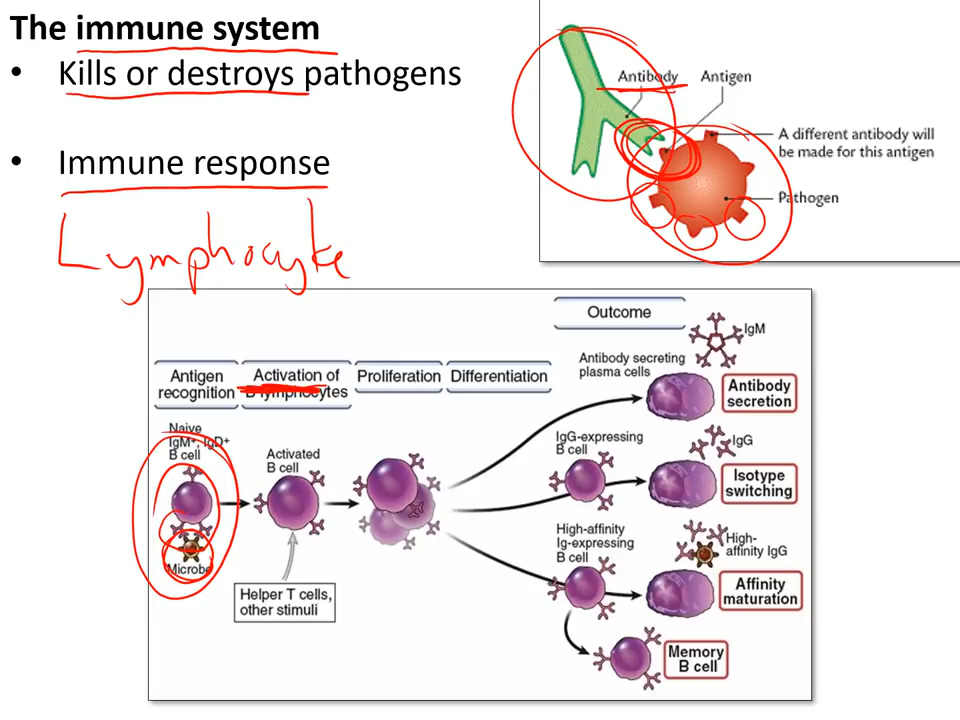 The immune system
• Kills or destroys pathogens
• Immune response
Lymphocyte
Antibody
Antigen
A different antibody will
be made for this antigen
Pathogen
Outcome
Antigen
recognition
Activation of
B lymphocytes
Proliferation
Differentiation
Naive
IgM+, IgD+
B cell
Microbe
Activated
B cell
Helper T cells,
other stimuli
Antibody secreting
plasma cells
IgM
Antibody
secretion
IgG-expressing
B cell
IgG
Isotype
switching
High-affinity
Ig-expressing
B cell
High-
affinity IgG
Affinity
maturation
Memory
B cell